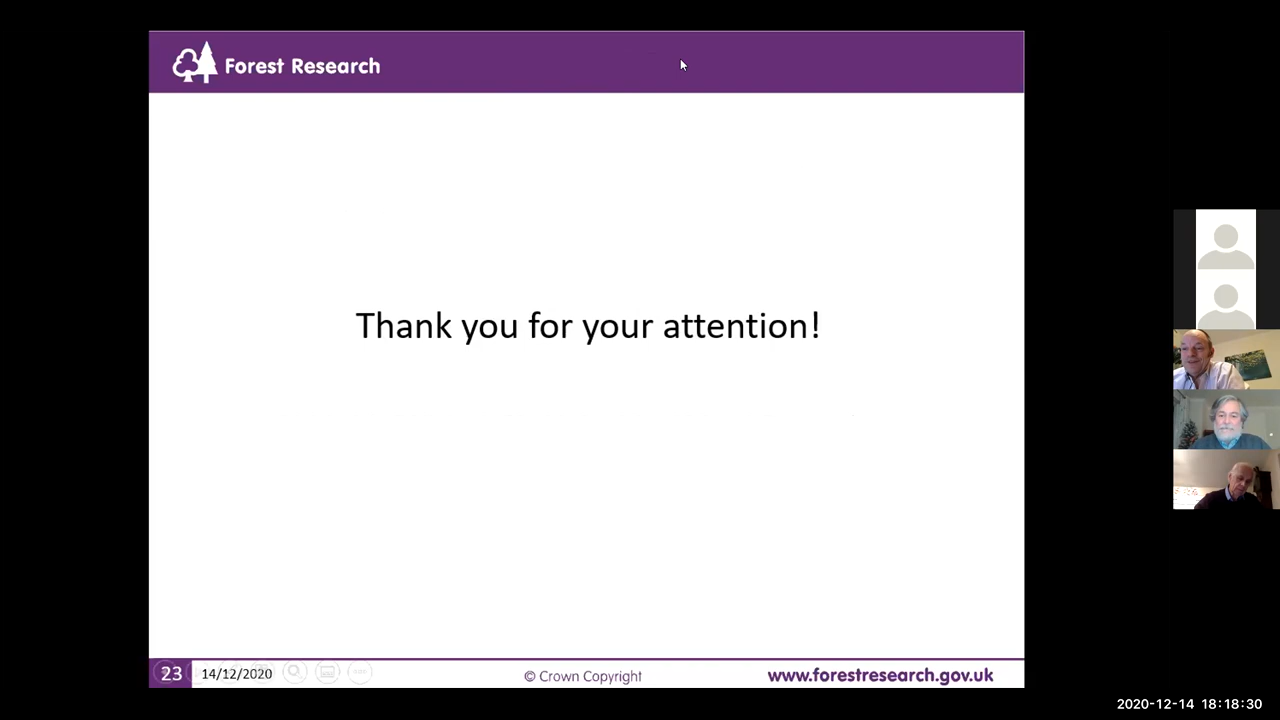 Forest Research
Thank you for your attention!
23
14/12/2020
© Crown Copyright
www.forestresearch.gov.uk
2020-12-14 18:18:30